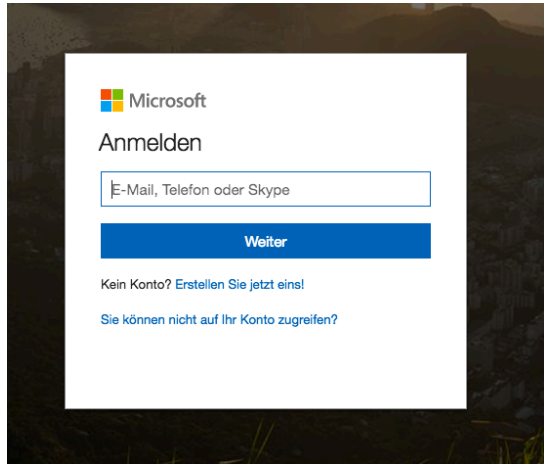 Microsoft
Anmelden
E-Mail, Telefon oder Skype
Weiter
Kein Konto? Erstellen Sie jetzt eins!
Sie können nicht auf Ihr Konto zugreifen?